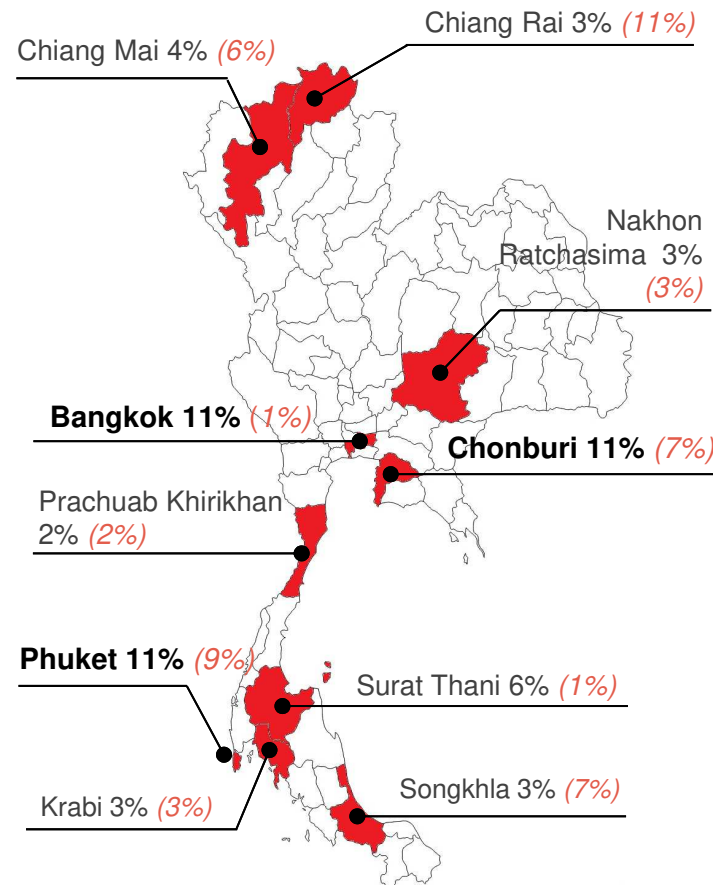 Chiang Rai 3% (11%)
Chiang Mai 4% (6%)
Nakhon
Ratchasima 3%
(3%)
Bangkok 11% (1%)
Chonburi 11% (7%)
Prachuab Khirikhan
2% (2%)
Phuket 11% (9%)
Surat Thani 6% (1%)
Krabi 3% (3%)
Songkhla 3% (7%)